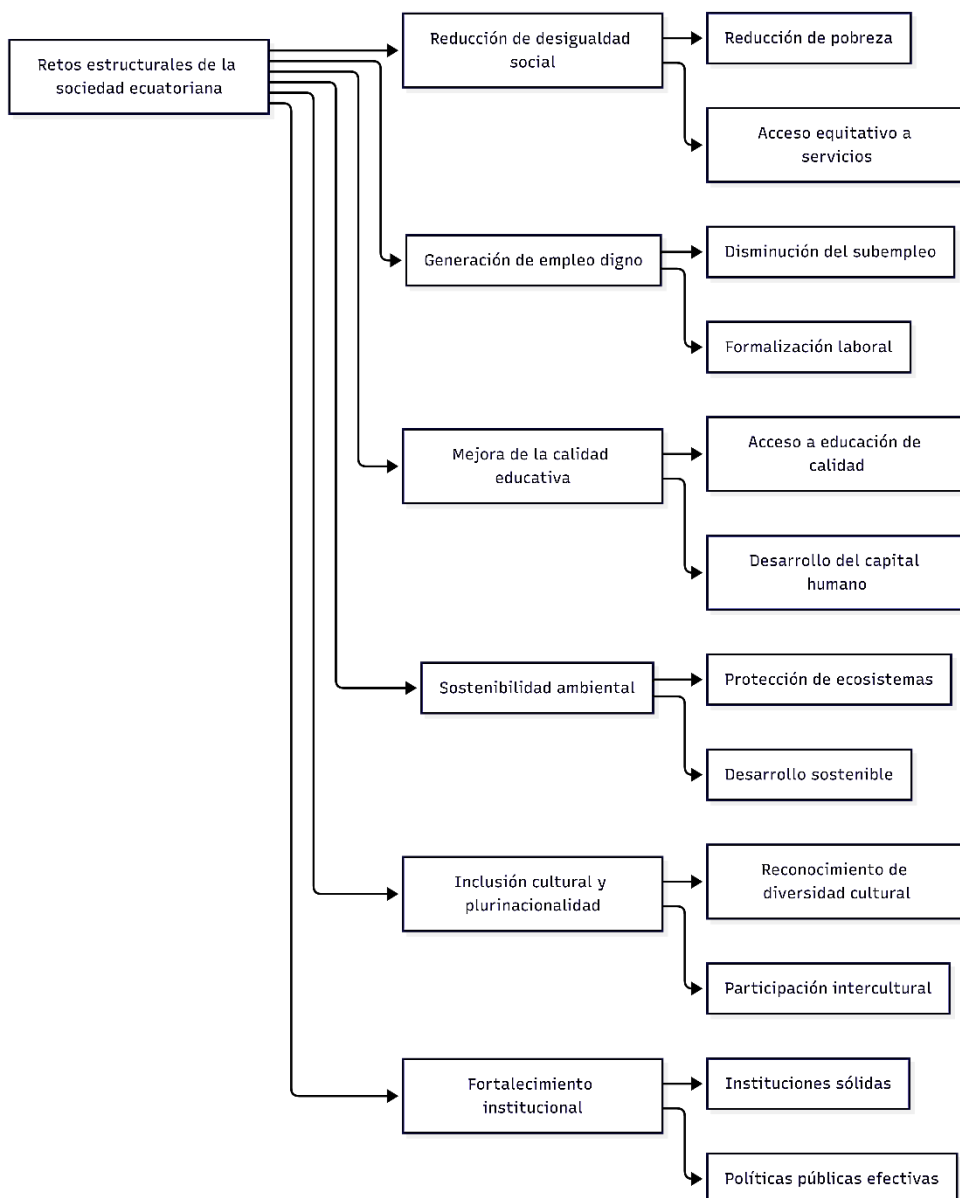 Retos estructurales de la
sociedad ecuatoriana
Reducción de desigualdad
social
Reducción de pobreza
Acceso equitativo a
servicios
Generación de empleo digno
Disminución del subempleo
Formalización laboral
Mejora de la calidad
educativa
Acceso a educación de
calidad
Desarrollo del capital
humano
Sostenibilidad ambiental
Protección de ecosistemas
Desarrollo sostenible
Inclusión cultural y
plurinacionalidad
Reconocimiento de
diversidad cultural
Participación intercultural
Fortalecimiento
institucional
Instituciones sólidas
Políticas públicas efectivas